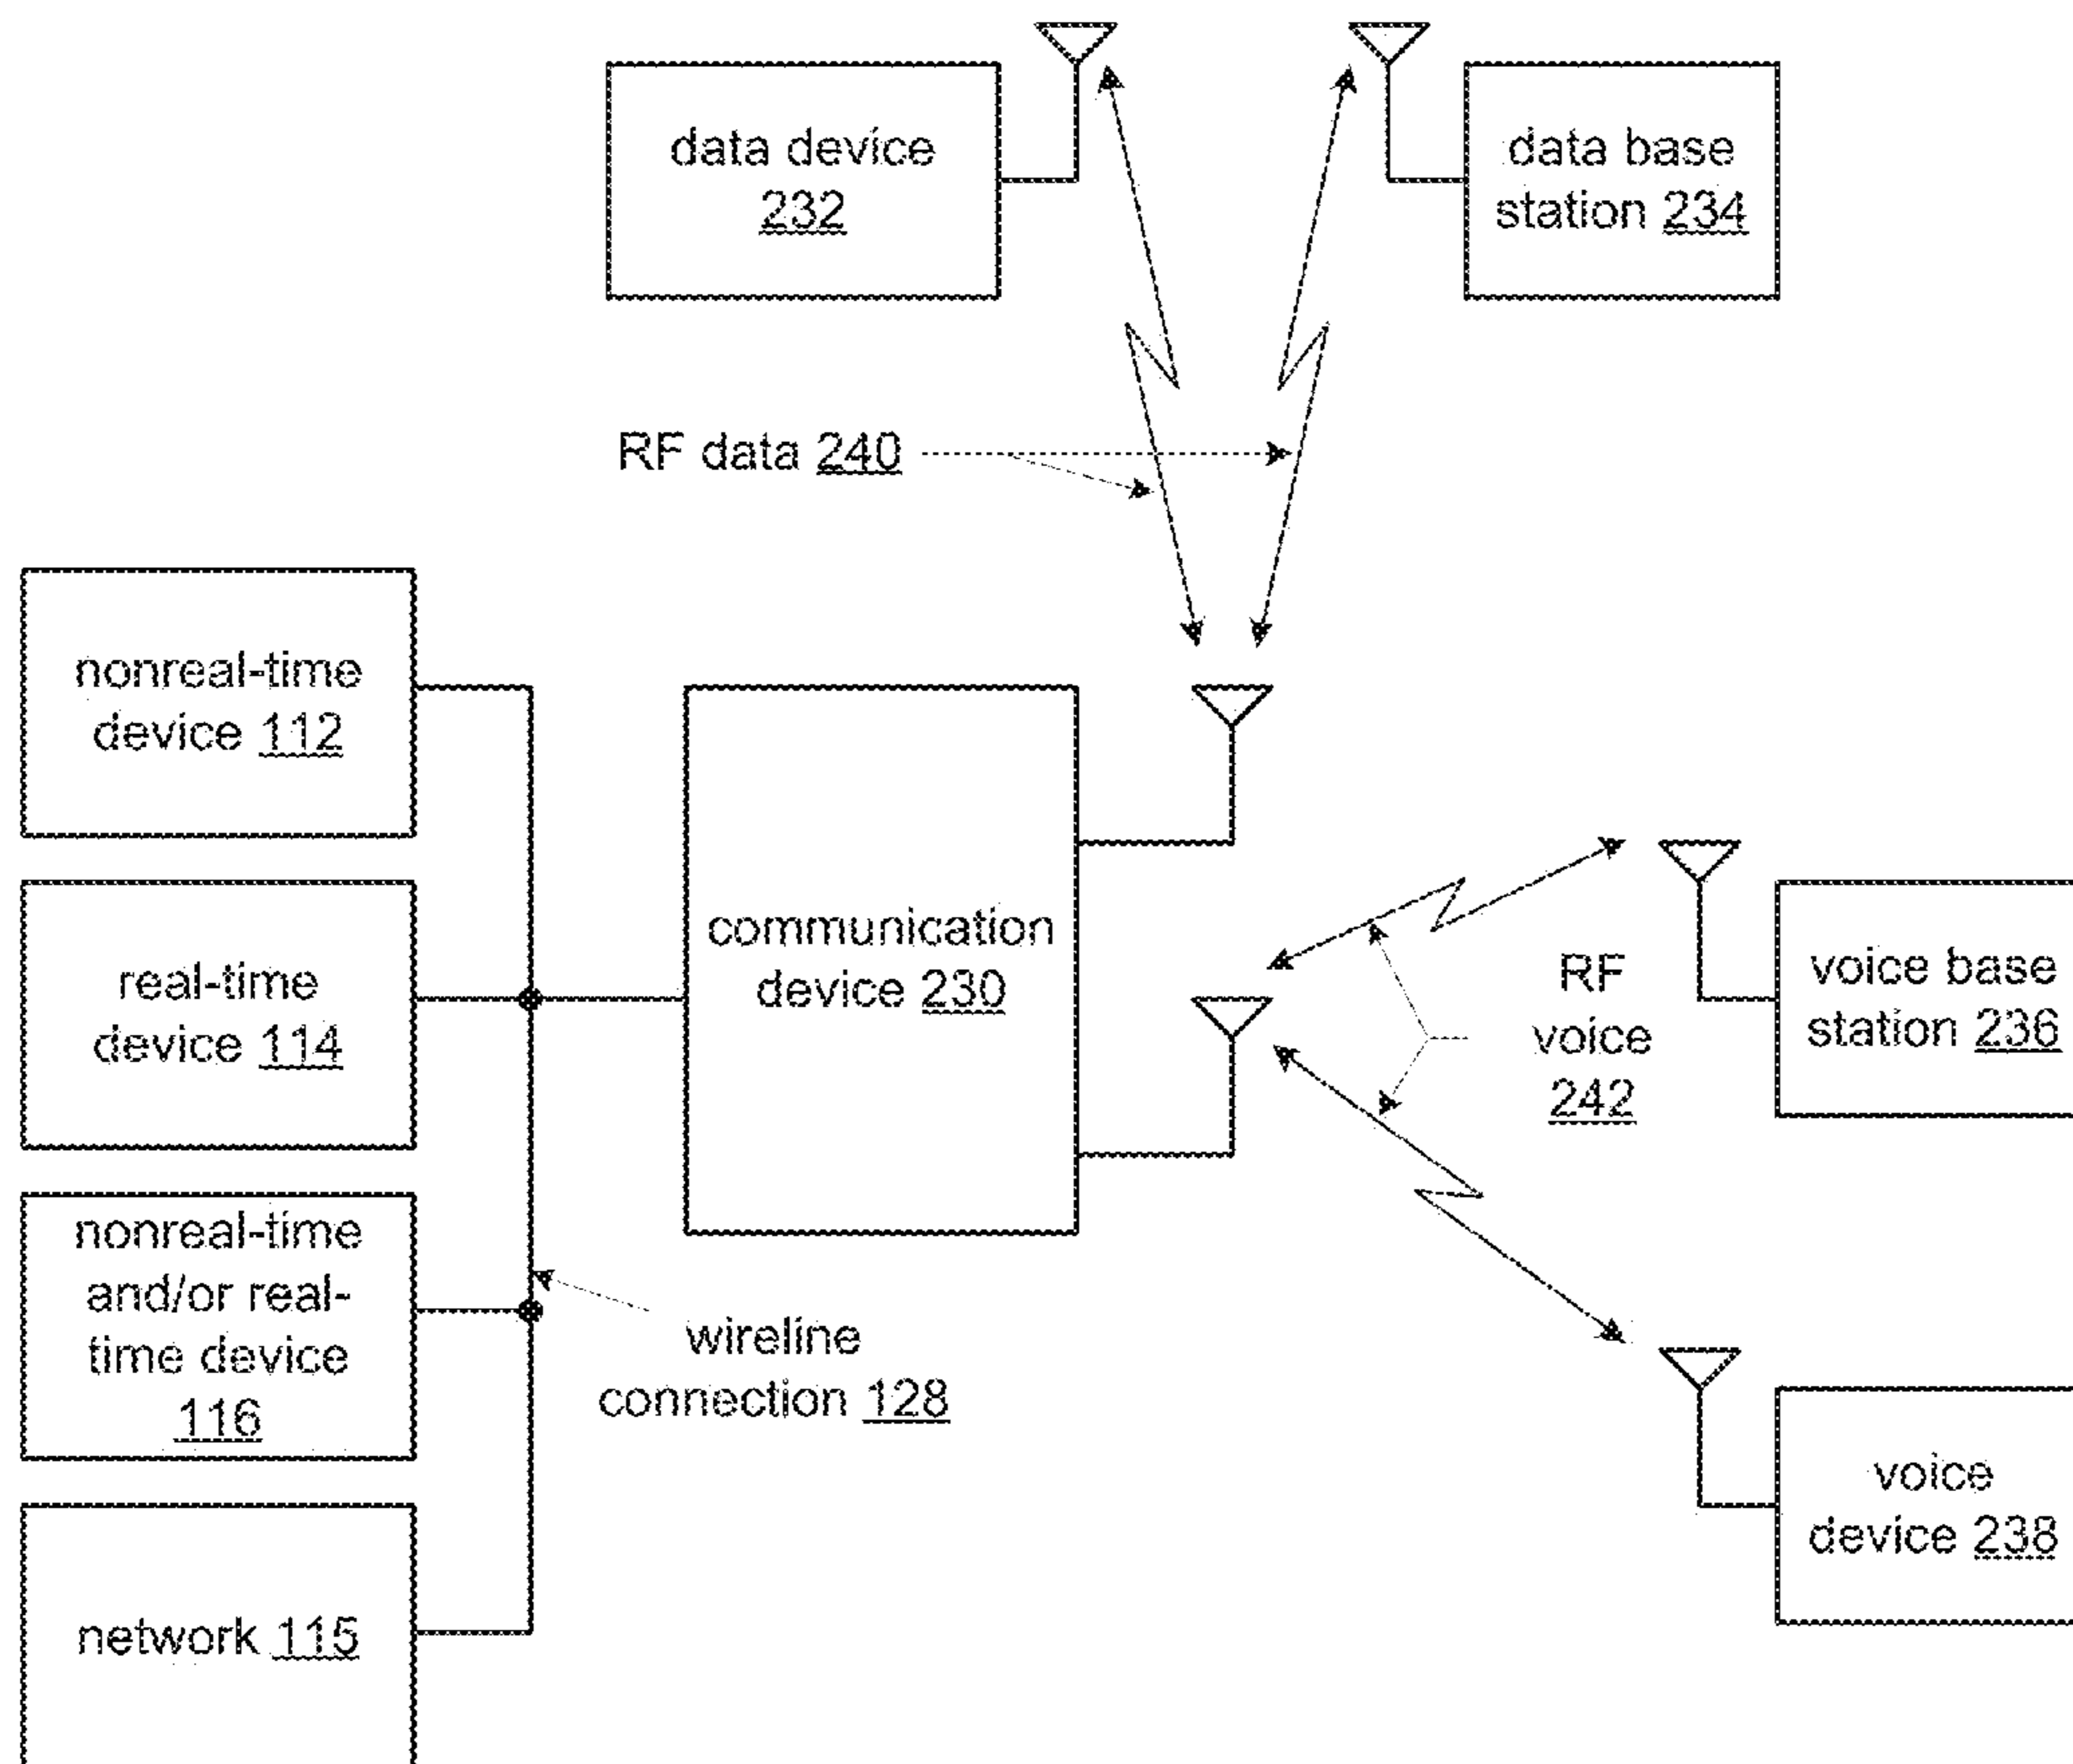 data device
232
data base
station 234
RF data 240
nonreal-time
device 112
communication
device 230
real-time
device 114
RF
voice
242
voice base
station 236
nonreal-time
and/or real-
time device
116
wireline
connection 128
voice
device 238
network 115